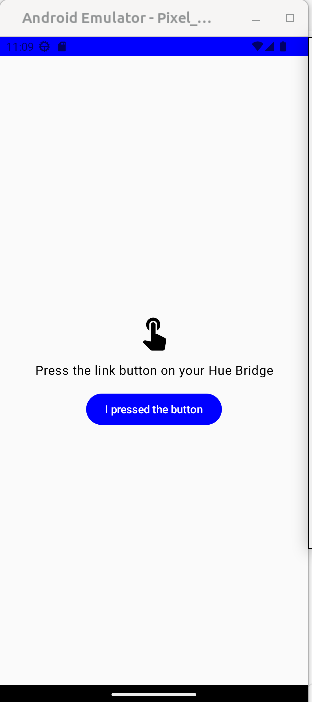 Android Emulator - Pixel_...
1:09
Press the link button on your Hue Bridge
I pressed the button